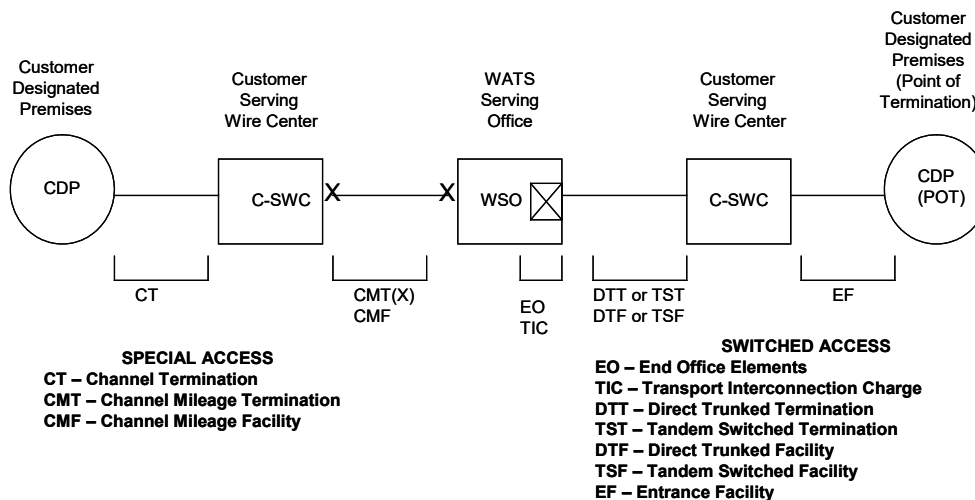 Customer
Designated
Premises
Customer
Serving
Wire Center
WATS
Serving
Office
Customer
Serving
Wire Center
Customer
Designated
Premises
(Point of
Termination)
CDP
C-SWC
X
X
WSO
C-SWC
CDP
(POT)
CT
CMT(X)
CMF
EO
TIC
DTT or TST
DTF or TSF
EF
SPECIAL ACCESS
CT – Channel Termination
CMT – Channel Mileage Termination
CMF – Channel Mileage Facility
SWITCHED ACCESS
EO – End Office Elements
TIC – Transport Interconnection Charge
DTT – Direct Trunked Termination
TST – Tandem Switched Termination
DTF – Direct Trunked Facility
TSF – Tandem Switched Facility
EF – Entrance Facility